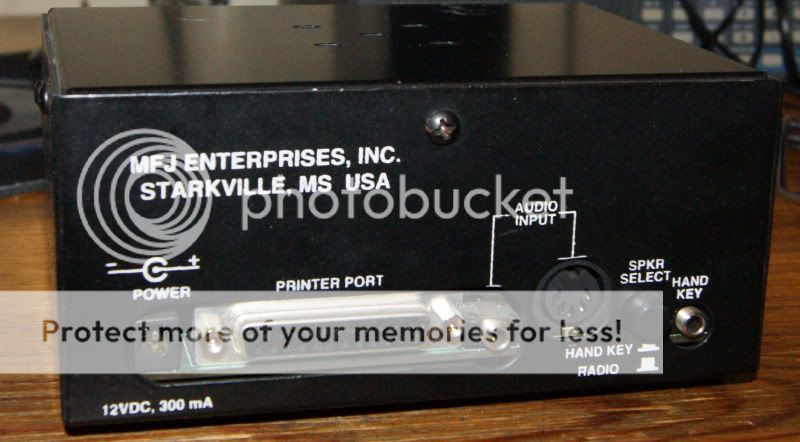 MFJ ENTERPRISES, INC.
STARKVILLE, MS USA
photobucket
AUDIO
INPUT
- +
POWER
PRINTER PORT
SPKR
SELECT
HAND
KEY
Protect more of your memories for less!
HAND KEY
RADIO
12VDC, 300 mA